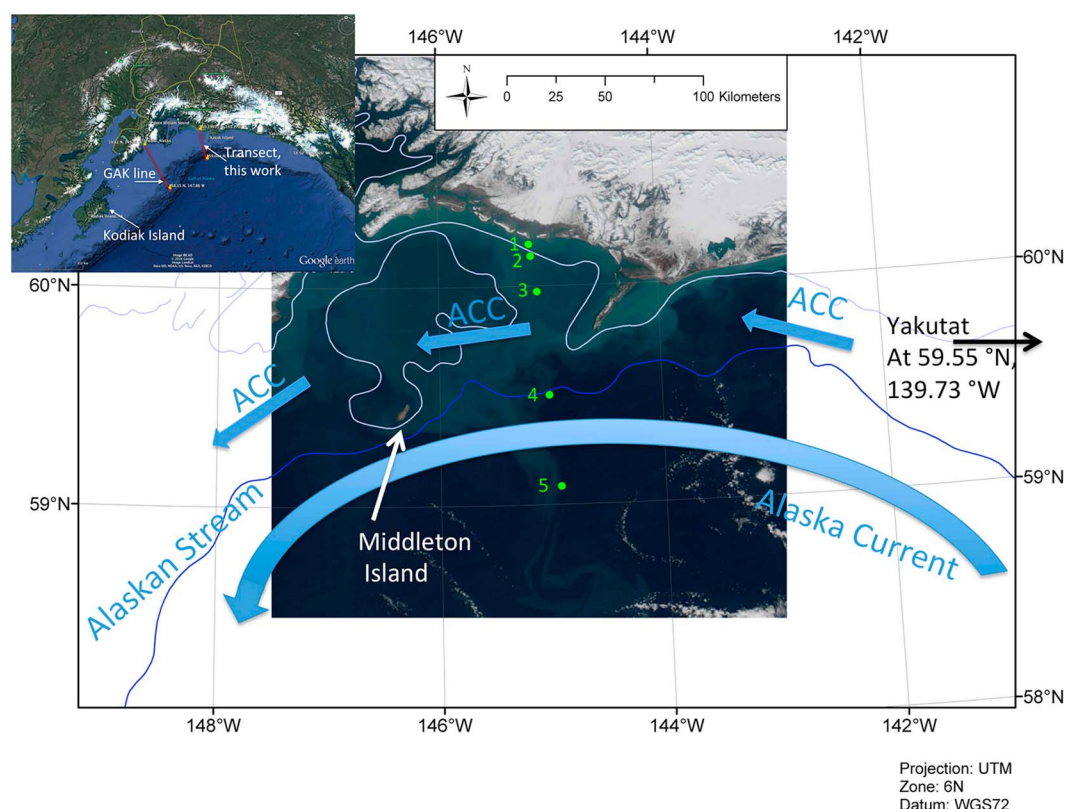 146°W
144°W
142°W
N
0
25
50
100 Kilometers
Transect,
this work
GAK line
Kodiak Island
Google earth
60°N
60°N
1
2
3
ACC
ACC
ACC
Yakutat
At 59.55 °N,
139.73 °W
4
5
59°N
59°N
Middleton
Island
Alaskan Stream
Alaska Current
58°N
148°W
146°W
144°W
142°W
Projection: UTM
Zone: 6N
Datum: WGS72